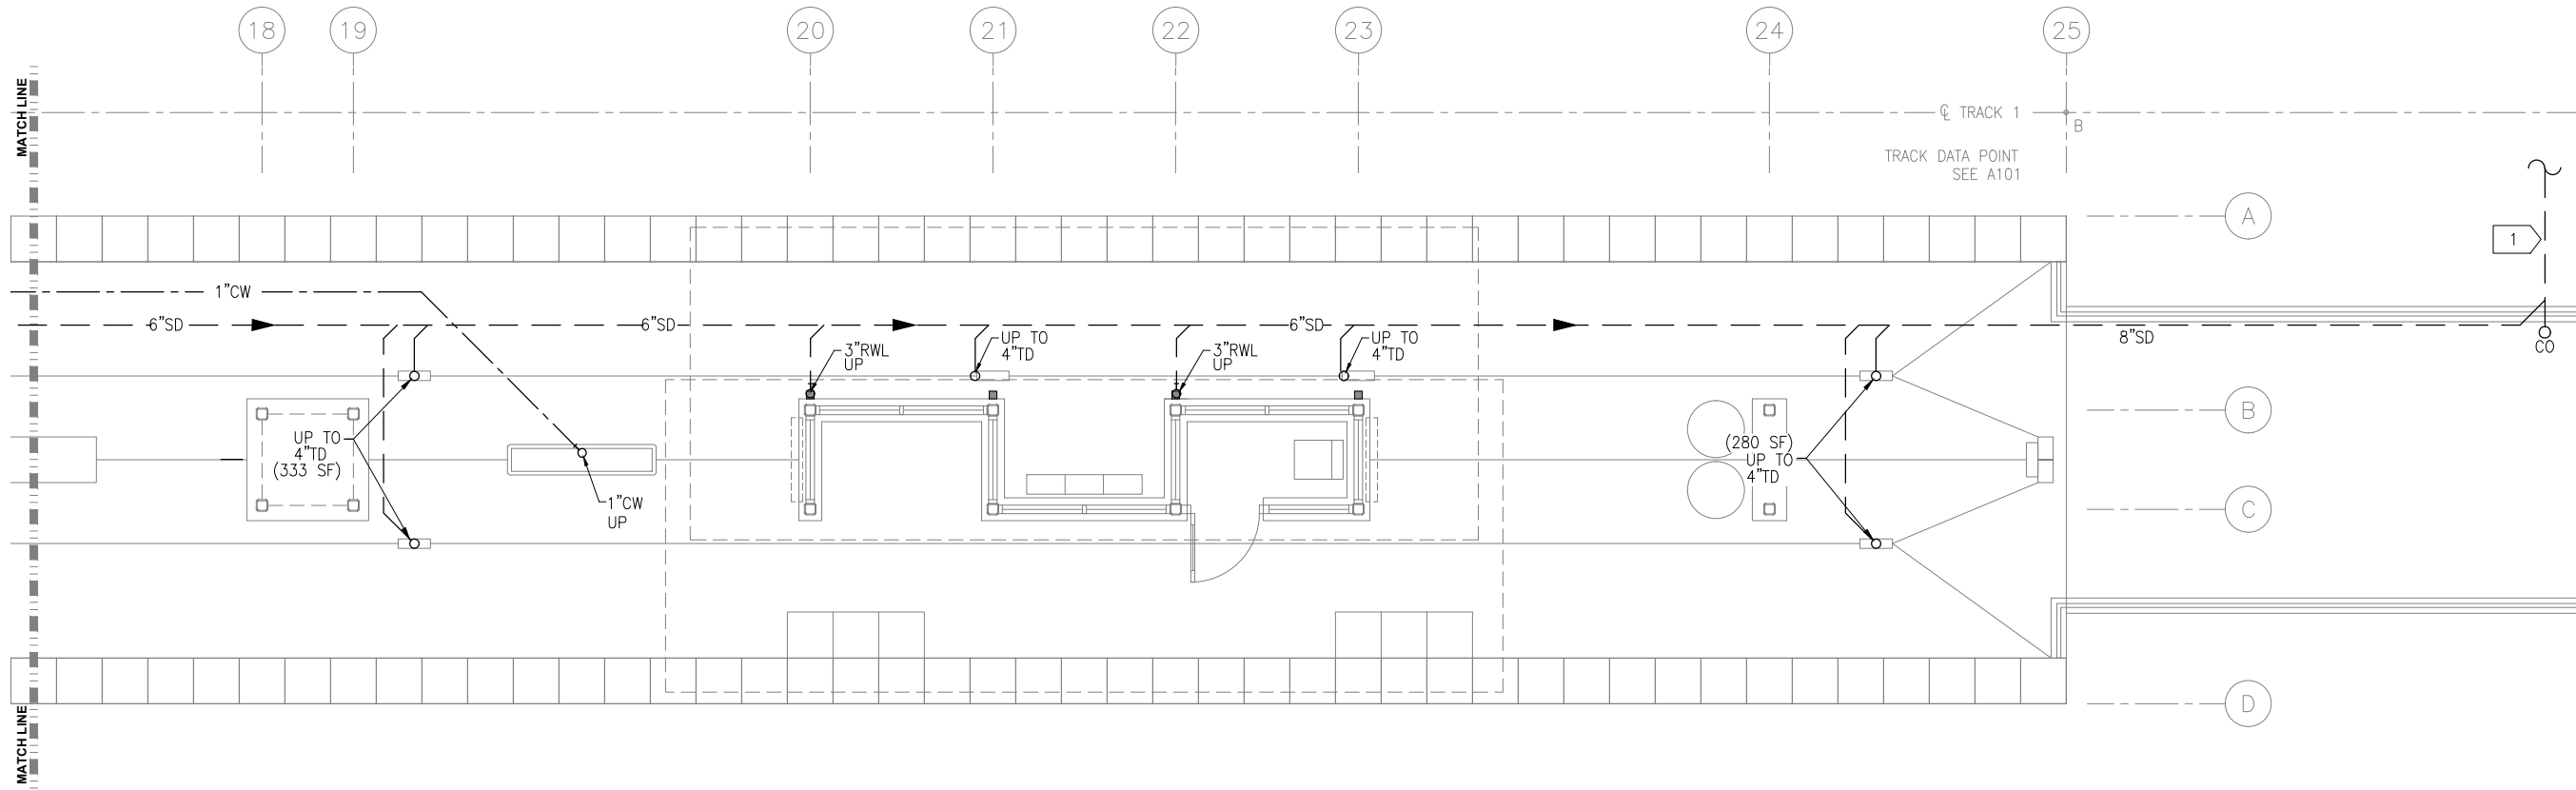 18
19
20
21
22
23
24
25
MATCH LINE
℄ TRACK 1
B
TRACK DATA POINT
SEE A101
A
1
1"CW
6"SD
6"SD
6"SD
8"SD
CO
3"RWL
UP
UP TO
4"TD
3"RWL
UP
UP TO
4"TD
B
UP TO
4"TD
(333 SF)
(280 SF)
UP TO
4"TD
1"CW
UP
C
D
MATCH LINE